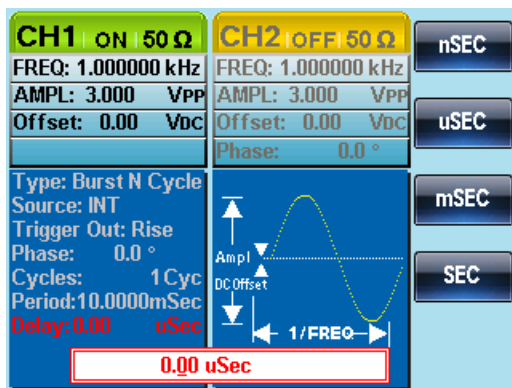 CH1 ON 50 Ω
FREQ: 1.000000 kHz
AMPL: 3.000 VPP
Offset: 0.00 VDC
CH2 OFF 50 Ω
FREQ: 1.000000 kHz
AMPL: 3.000 VPP
Offset: 0.00 VDC
Phase: 0.0 °
Type: Burst N Cycle
Source: INT
Trigger Out: Rise
Phase: 0.0 °
Cycles: 1 Cyc
Period:10.0000mSec
Delay:0.00 uSec
Ampl
DC Offset
1/FREQ
0.00 uSec
nSEC
uSEC
mSEC
SEC